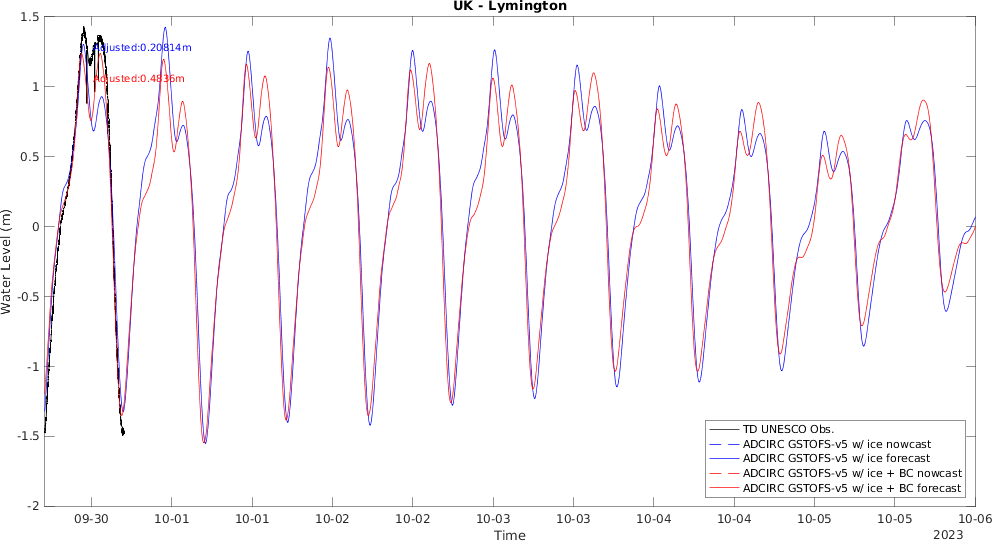 UK - Lymington
1.5
1
0.5
0
-0.5
-1
-1.5
-2
Water Level (m)
Adjusted:0.20814m
Adjusted:0.4836m
TD UNESCO Obs.
ADCIRC GSTOFS-v5 w/ ice nowcast
ADCIRC GSTOFS-v5 w/ ice forecast
ADCIRC GSTOFS-v5 w/ ice + BC nowcast
ADCIRC GSTOFS-v5 w/ ice + BC forecast
09-30 10-01 10-01 10-02 10-02 10-03 10-03 10-04 10-04 10-05 10-05 10-06
Time
2023